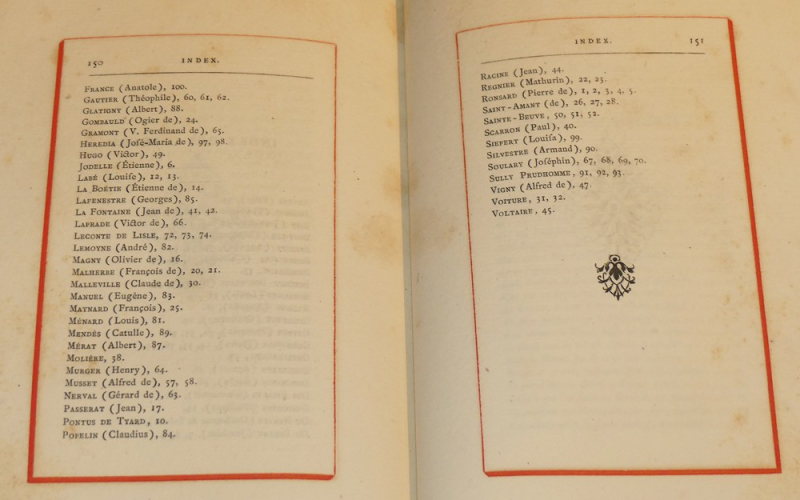 150 INDEX.
FRANCE (Anatole), 100.
GAUTIER (Théophile), 60, 61, 62.
GLATIGNY (Albert), 88.
GOMBAULD (Ogier de), 24.
GRAMONT (V. Ferdinand de), 65.
HEREDIA (José-Maria de), 97, 98.
HUGO (Victor), 49.
JODELLE (Étienne), 6.
LABÉ (Louise), 12, 13.
LA BOËTIE (Étienne de), 14.
LAFENESTRE (Georges), 85.
LA FONTAINE (Jean de), 41, 42.
LAPRADE (Victor de), 66.
LECONTE DE LISLE, 72, 73, 74.
LEMOYNE (André), 82.
MAGNY (Olivier de), 16.
MALHERBE (François de), 20, 21.
MALLEVILLE (Claude de), 30.
MANUEL (Eugène), 83.
MAYNARD (François), 25.
MÉNARD (Louis), 81.
MENDÈS (Catulle), 89.
MÉRAT (Albert), 87.
MOLIÈRE, 38.
MURGER (Henry), 64.
MUSSET (Alfred de), 57, 58.
NERVAL (Gérard de), 63.
PASSERAT (Jean), 17.
PONTUS DE TYARD, 10.
POPELIN (Claudius), 84.
INDEX. 151
RACINE (Jean), 44.
REGNIER (Mathurin), 22, 23.
RONSARD (Pierre de), 1, 2, 3, 4, 5.
SAINT-AMANT (de), 26, 27, 28.
SAINTE-BEUVE, 50, 51, 52.
SCARRON (Paul), 40.
SIEFERT (Louisa), 99.
SILVESTRE (Armand), 90.
SOULARY (Joséphin), 67, 68, 69, 70.
SULLY PRUDHOMME, 91, 92, 93.
VIGNY (Alfred de), 47
VOITURE, 31, 32.
VOLTAIRE, 45.